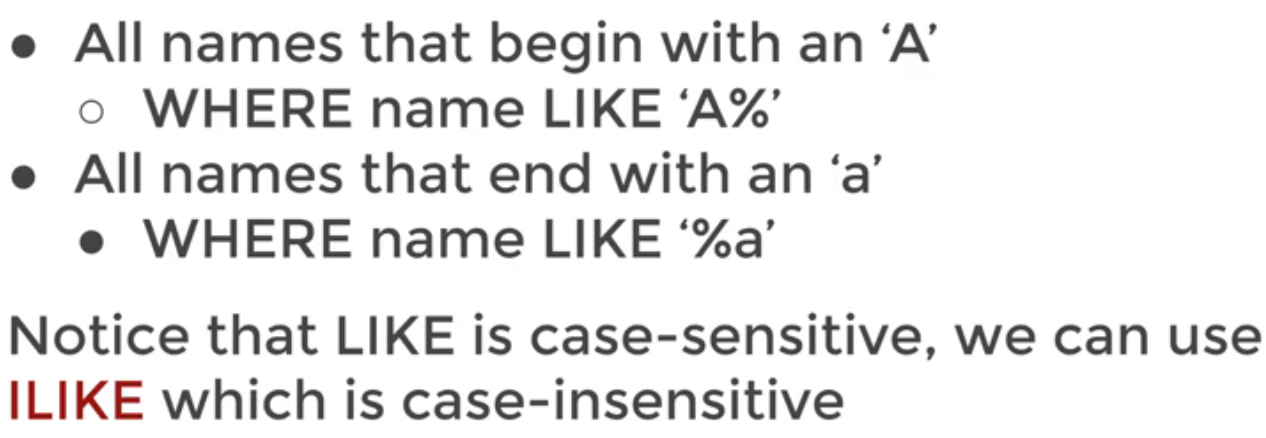 ● All names that begin with an ‘A’
○ WHERE name LIKE ‘A%’
● All names that end with an ‘a’
● WHERE name LIKE ‘%a’
Notice that LIKE is case-sensitive, we can use
ILIKE which is case-insensitive